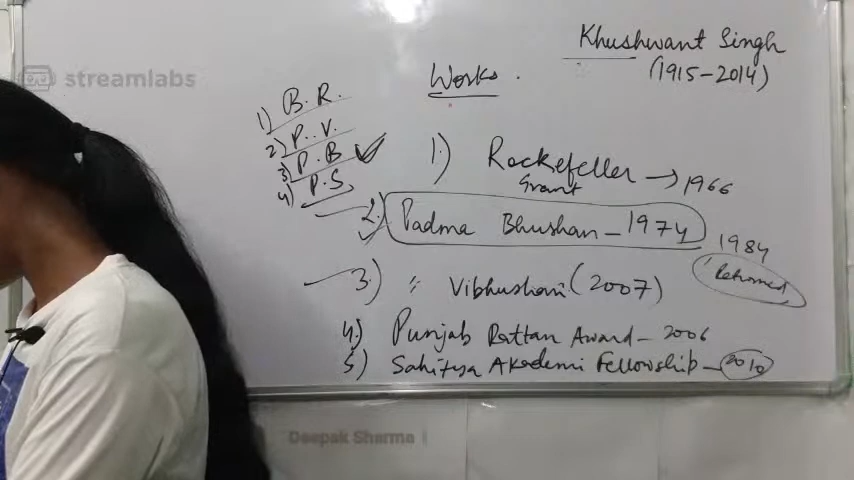 streamlabs
Deepak Sharma
Khushwant Singh
(1915-2014)
Works.
1) B.R.
2) P.V.
3) P.B
4) P.S.
1.) Rockefeller → 1966
Grant
2.) Padma Bhushan - 1974
1984
Returned
3.) " Vibhushan (2007)
4.) Punjab Rattan Award - 2006
5.) Sahitya Akademi Fellowship - 2010